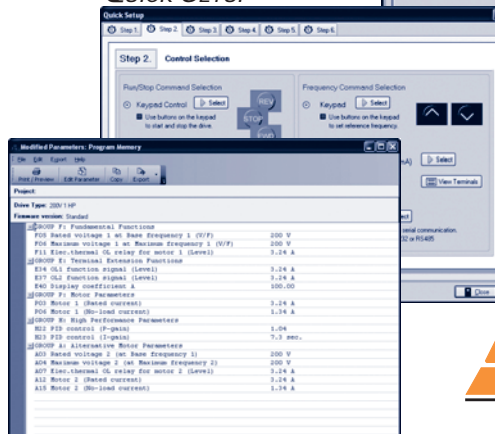 Quick Setup
Quick Setup
Step 1. Step 2. Step 3. Step 4. Step 5. Step 6.
Step 2. Control Selection
Run/Stop Command Selection
Keypad Control Select
Use buttons on the keypad
to start and stop the drive.
REV
STOP
Frequency Command Selection
Keypad Select
Use buttons on the keypad
to set reference frequency.
mA) Select
View Terminals
serial communication.
32 or RS485
Close
Modified Parameters: Program Memory
File Edit Export Help
Print / Preview Edit Parameter Copy Export
Project:
Drive Type: 200V 1 HP
Firmware version: Standard
GROUP F: Fundamental Functions
F05 Rated voltage 1 at Base frequency 1 (V/F) 200 V
F06 Maximum voltage 1 at Maximum frequency 1 (V/F) 200 V
F11 Elec.thermal OL relay for motor 1 (Level) 3.24 A
GROUP E: Terminal Extension Functions
E34 OL1 function signal (Level) 3.24 A
E37 OL2 function signal (Level) 3.24 A
E40 Display coefficient A 100.00
GROUP P: Motor Parameters
P03 Motor 1 (Rated current) 3.24 A
P06 Motor 1 (No-load current) 1.34 A
GROUP H: High Performance Parameters
H22 PID control (P-gain) 1.04
H23 PID control (I-gain) 7.3 sec.
GROUP A: Alternative Motor Parameters
A03 Rated voltage 2 (at Base frequency 1) 200 V
A04 Maximum voltage 2 (at Maximum frequency 2) 200 V
A07 Elec.thermal OL relay for motor 2 (Level) 3.24 A
A12 Motor 2 (Rated current) 3.24 A
A15 Motor 2 (No-load current) 1.34 A